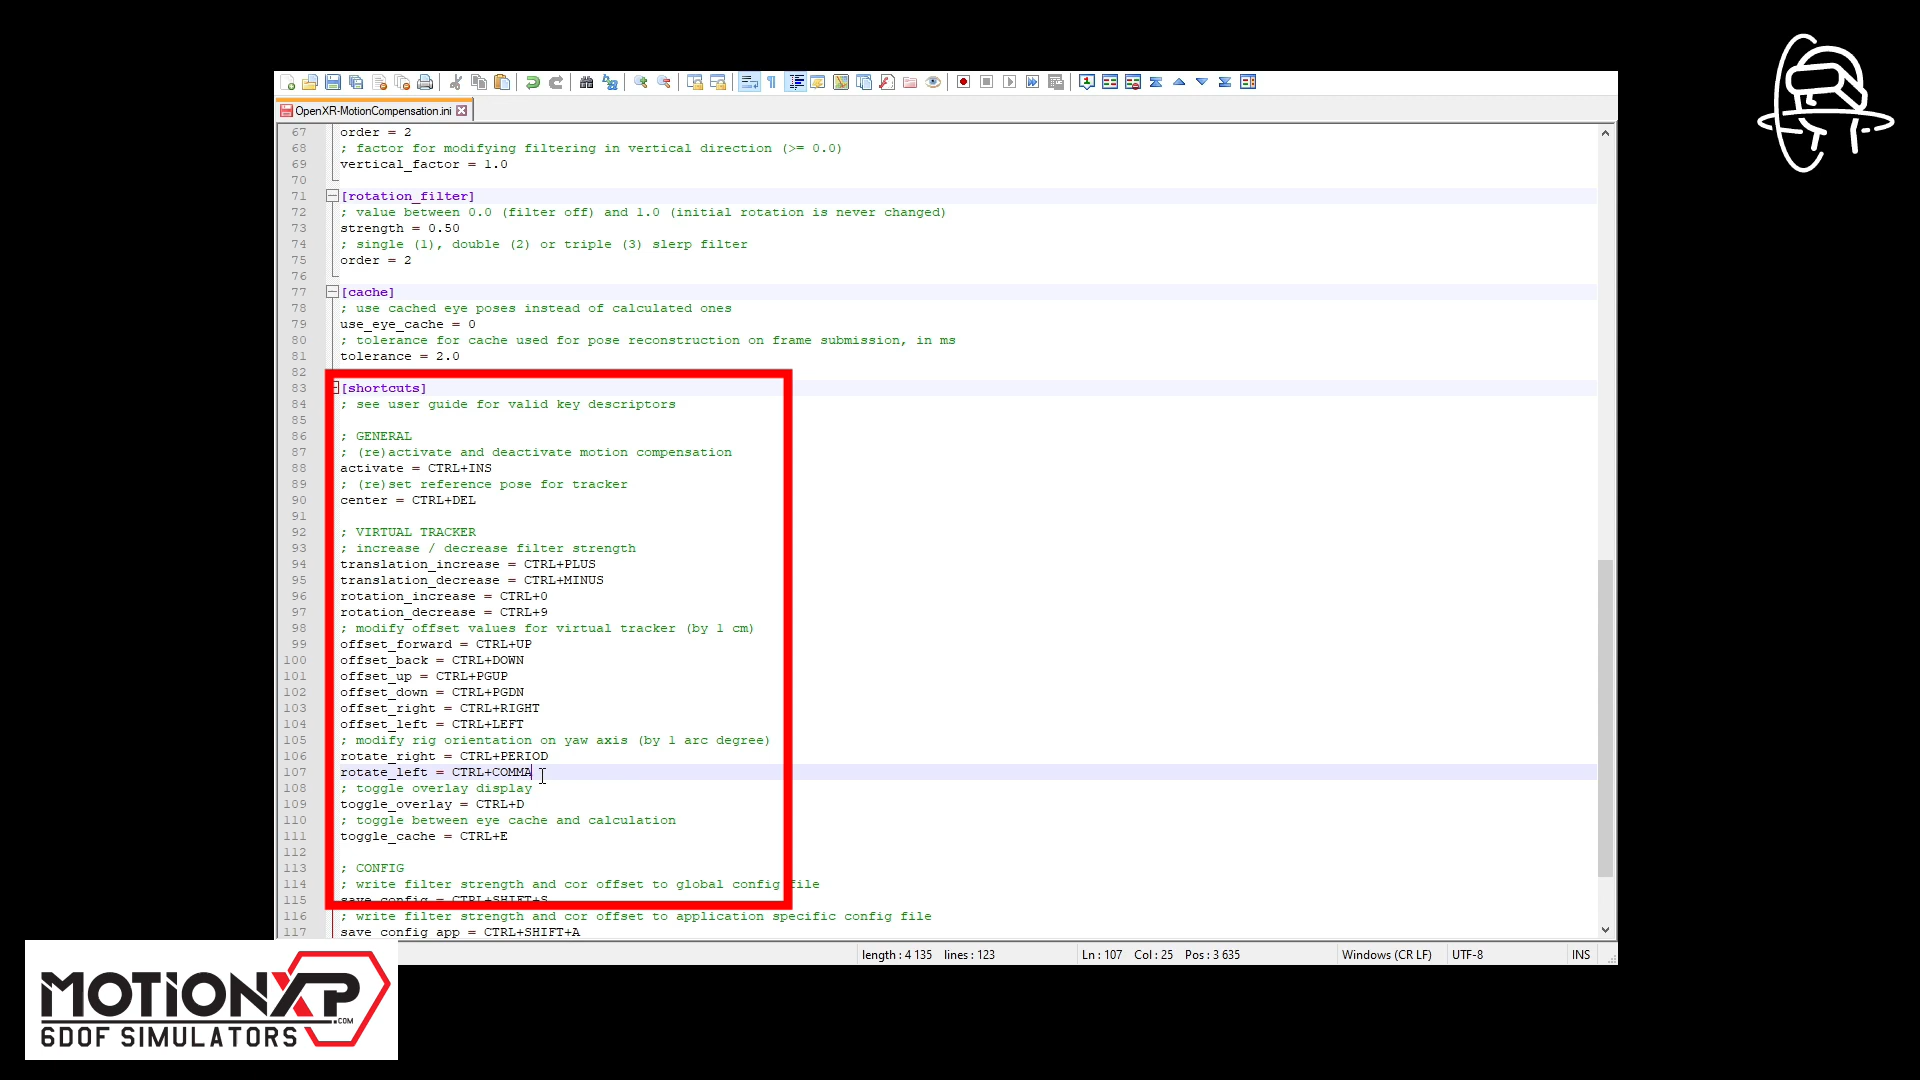 OpenXR-MotionCompensation.ini
67 order = 2
68 ; factor for modifying filtering in vertical direction (>= 0.0)
69 vertical_factor = 1.0
70
71 [rotation_filter]
72 ; value between 0.0 (filter off) and 1.0 (initial rotation is never changed)
73 strength = 0.50
74 ; single (1), double (2) or triple (3) slerp filter
75 order = 2
76
77 [cache]
78 ; use cached eye poses instead of calculated ones
79 use_eye_cache = 0
80 ; tolerance for cache used for pose reconstruction on frame submission, in ms
81 tolerance = 2.0
82
83 [shortcuts]
84 ; see user guide for valid key descriptors
85
86 ; GENERAL
87 ; (re)activate and deactivate motion compensation
88 activate = CTRL+INS
89 ; (re)set reference pose for tracker
90 center = CTRL+DEL
91
92 ; VIRTUAL TRACKER
93 ; increase / decrease filter strength
94 translation_increase = CTRL+PLUS
95 translation_decrease = CTRL+MINUS
96 rotation_increase = CTRL+0
97 rotation_decrease = CTRL+9
98 ; modify offset values for virtual tracker (by 1 cm)
99 offset_forward = CTRL+UP
100 offset_back = CTRL+DOWN
101 offset_up = CTRL+PGUP
102 offset_down = CTRL+PGDN
103 offset_right = CTRL+RIGHT
104 offset_left = CTRL+LEFT
105 ; modify rig orientation on yaw axis (by 1 arc degree)
106 rotate_right = CTRL+PERIOD
107 rotate_left = CTRL+COMMA
108 ; toggle overlay display
109 toggle_overlay = CTRL+D
110 ; toggle between eye cache and calculation
111 toggle_cache = CTRL+E
112
113 ; CONFIG
114 ; write filter strength and cor offset to global config file
115 save_config = CTRL+SHIFT+S
116 ; write filter strength and cor offset to application specific config file
117 save_config_app = CTRL+SHIFT+A
length : 4 135 lines : 123 Ln : 107 Col : 25 Pos : 3 635 Windows (CR LF) UTF-8 INS
MOTiONXP
.COM
6DOF SIMULATORS